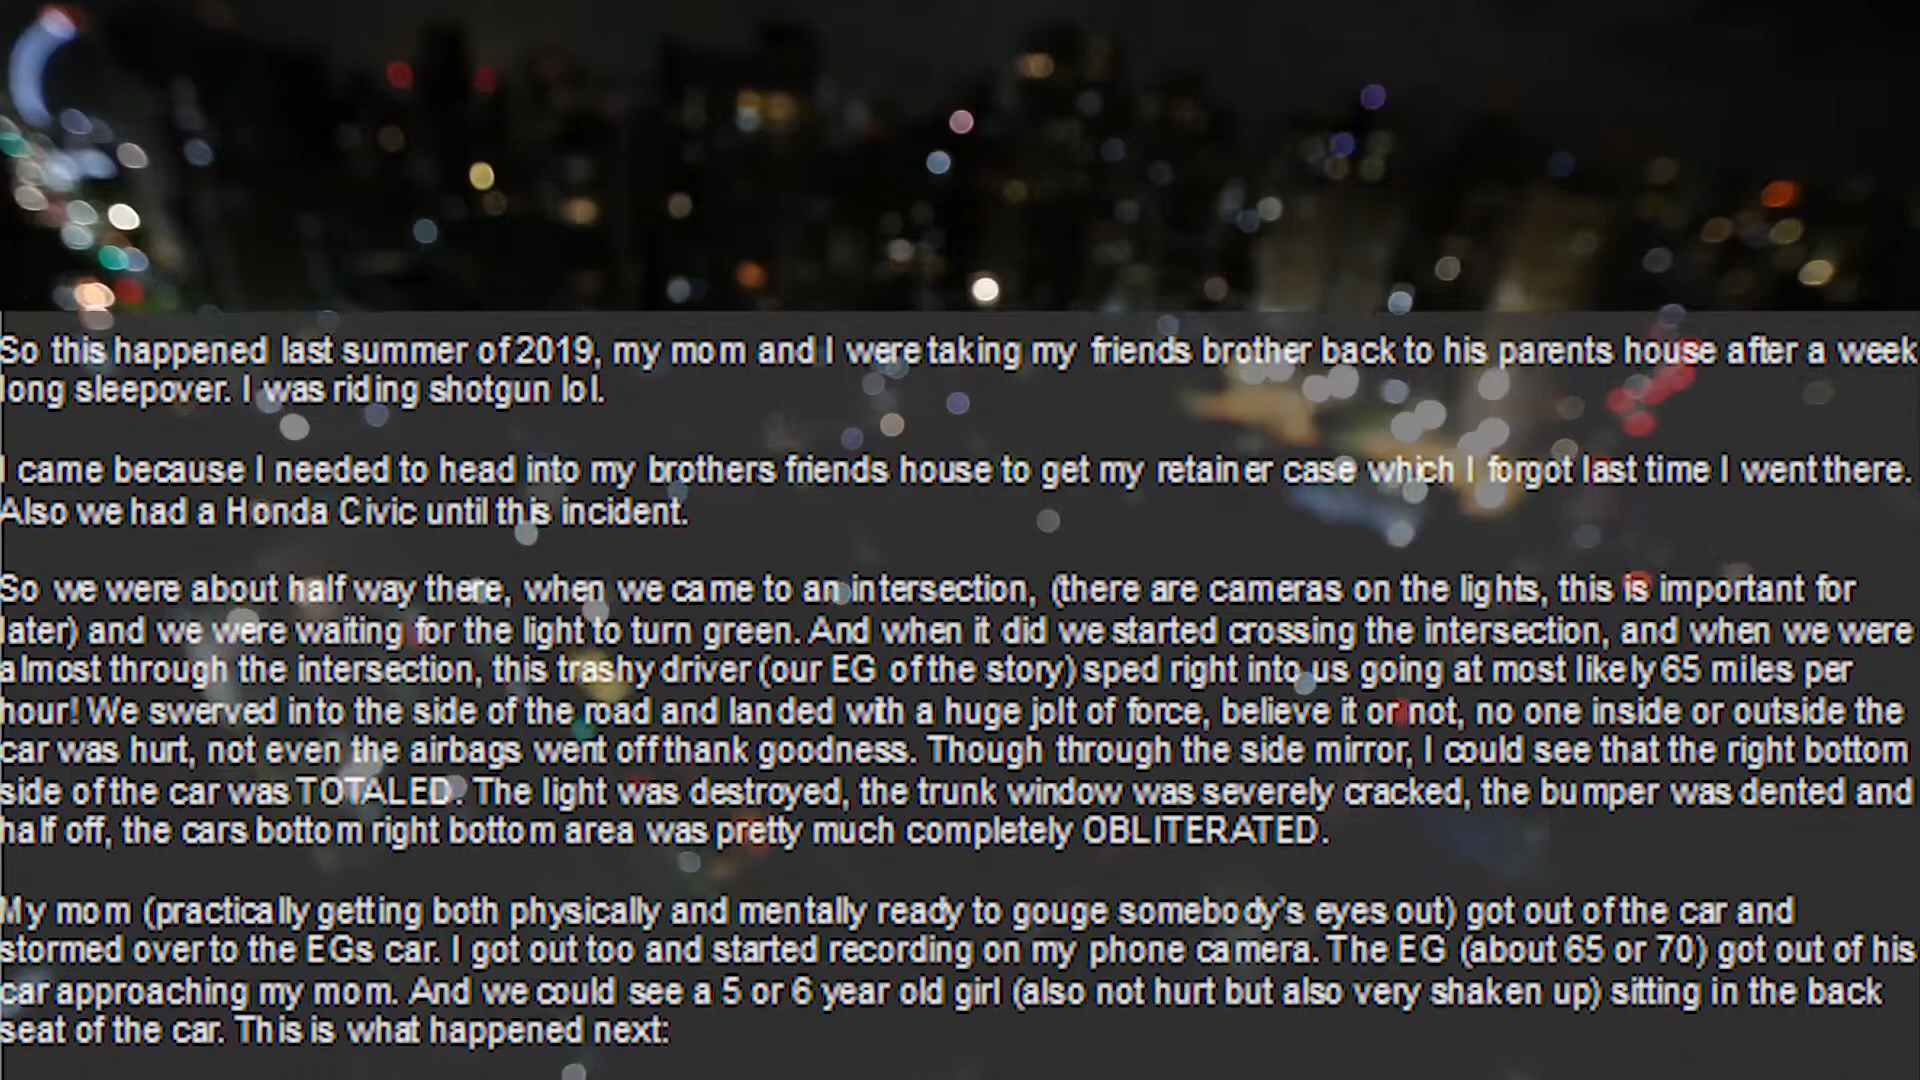 So this happened last summer of 2019, my mom and I were taking my friends brother back to his parents house after a week
long sleepover. I was riding shotgun lol.
I came because I needed to head into my brothers friends house to get my retainer case which I forgot last time I went there.
Also we had a Honda Civic until this incident.
So we were about half way there, when we came to an intersection, (there are cameras on the lights, this is important for
later) and we were waiting for the light to turn green. And when it did we started crossing the intersection, and when we were
almost through the intersection, this trashy driver (our EG of the story) sped right into us going at most likely 65 miles per
hour! We swerved into the side of the road and landed with a huge jolt of force, believe it or not, no one inside or outside the
car was hurt, not even the airbags went off thank goodness. Though through the side mirror, I could see that the right bottom
side of the car was TOTALED. The light was destroyed, the trunk window was severely cracked, the bumper was dented and
half off, the cars bottom right bottom area was pretty much completely OBLITERATED.
My mom (practically getting both physically and mentally ready to gouge somebody's eyes out) got out of the car and
stormed over to the EGs car. I got out too and started recording on my phone camera. The EG (about 65 or 70) got out of his
car approaching my mom. And we could see a 5 or 6 year old girl (also not hurt but also very shaken up) sitting in the back
seat of the car. This is what happened next: